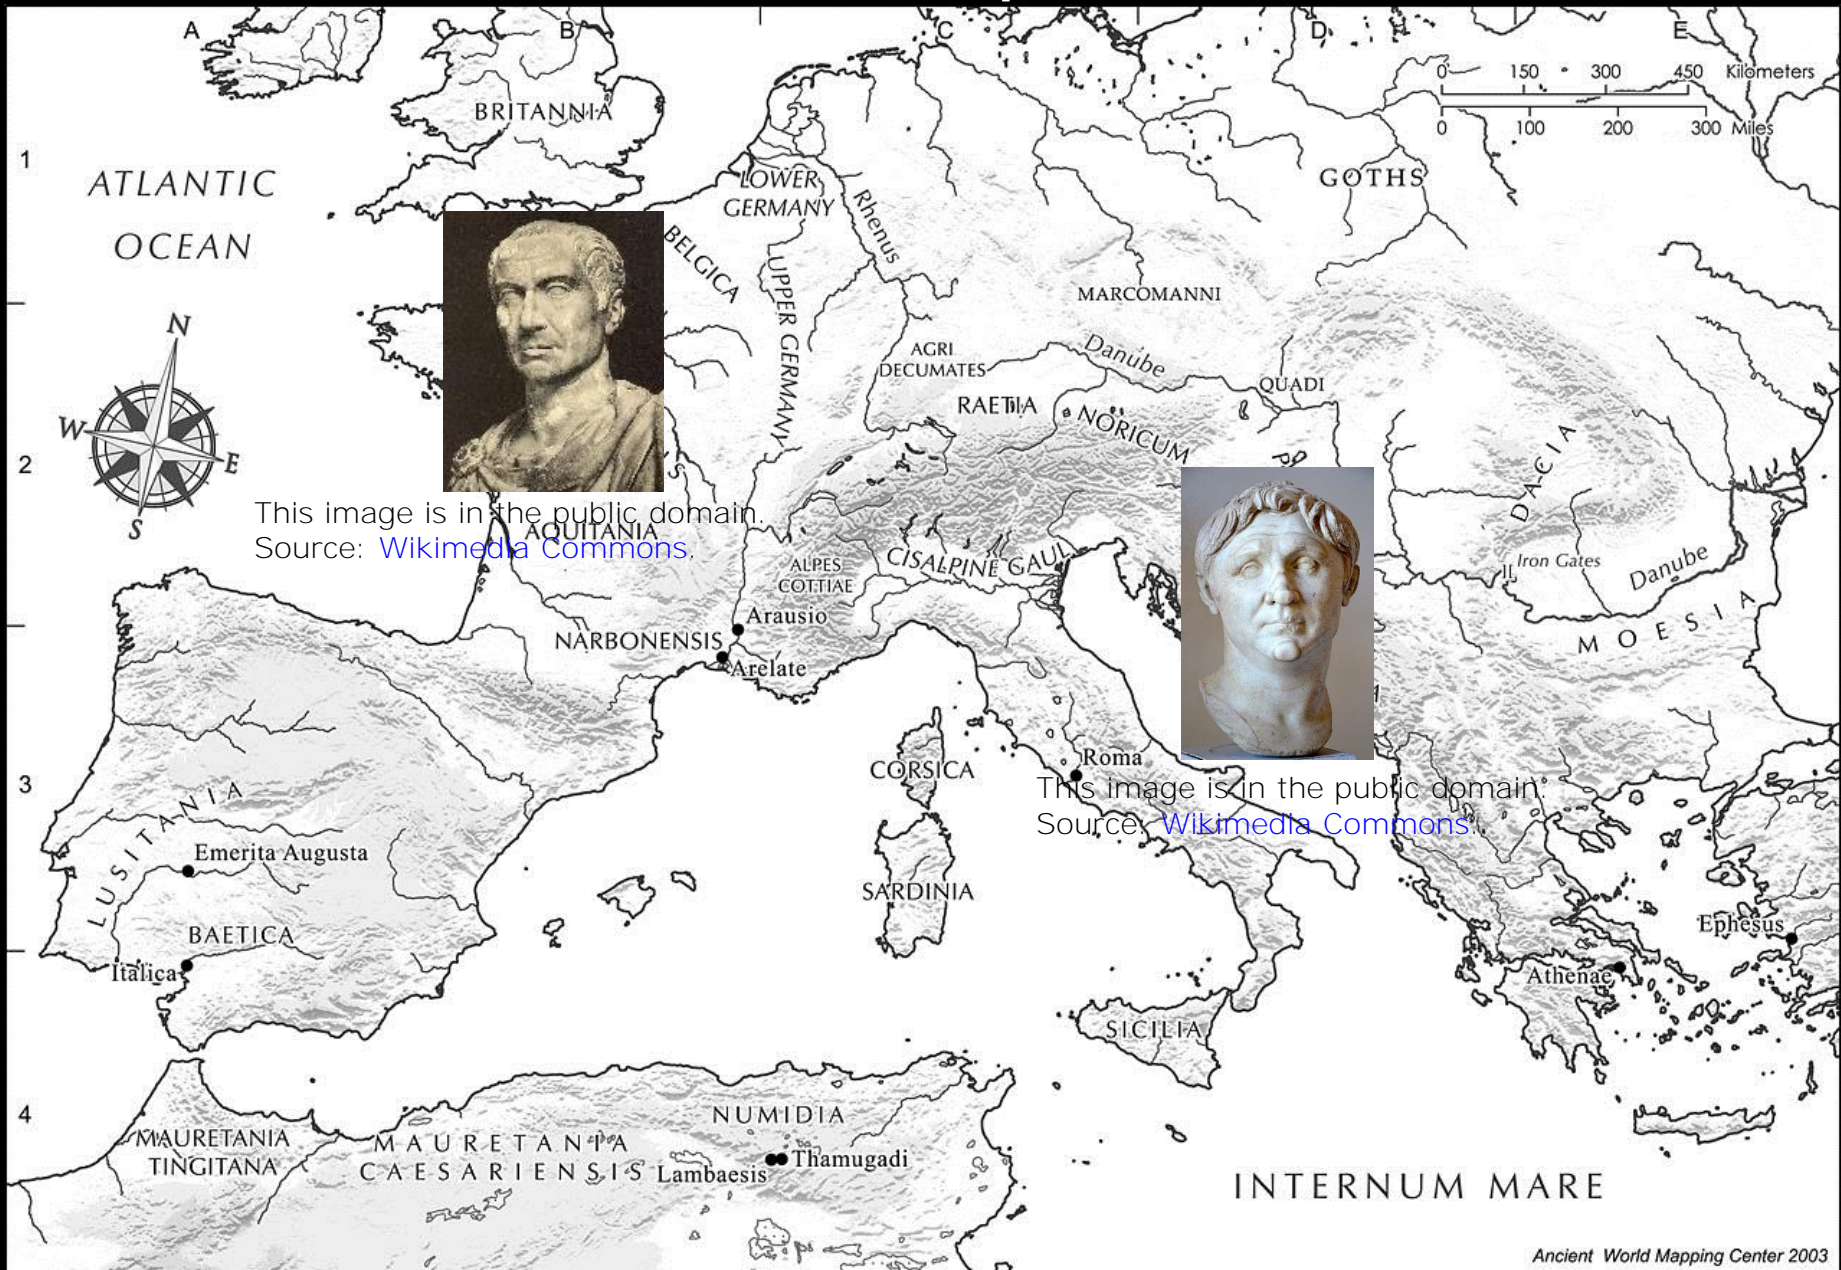 A
B
C
D
E
0 150 300 450 Kilometers
0 100 200 300 Miles
BRITANNIA
1
ATLANTIC
OCEAN
LOWER
GERMANY
Rhenus
GOTHS
BELGICA
UPPER GERMANY
MARCOMANNI
N
W
E
S
AGRI
DECUMATES
Danube
QUADI
RAETIA
NORICUM
2
DACIA
This image is in the public domain.
Source: Wikimedia Commons.
AQUITANIA
ALPES
COTTIAE
CISALPINE GAUL
Iron Gates
Danube
MOESIA
Arausio
NARBONENSIS
Arelate
3
CORSICA
Roma
This image is in the public domain.
Source: Wikimedia Commons.
LUSITANIA
Emerita Augusta
SARDINIA
BAETICA
Italica
Ephesus
Athenae
SICILIA
4
NUMIDIA
MAURETANIA
TINGITANA
MAURETANIA
CAESARIENSIS
Lambaesis
Thamugadi
INTERNUM MARE
Ancient World Mapping Center 2003